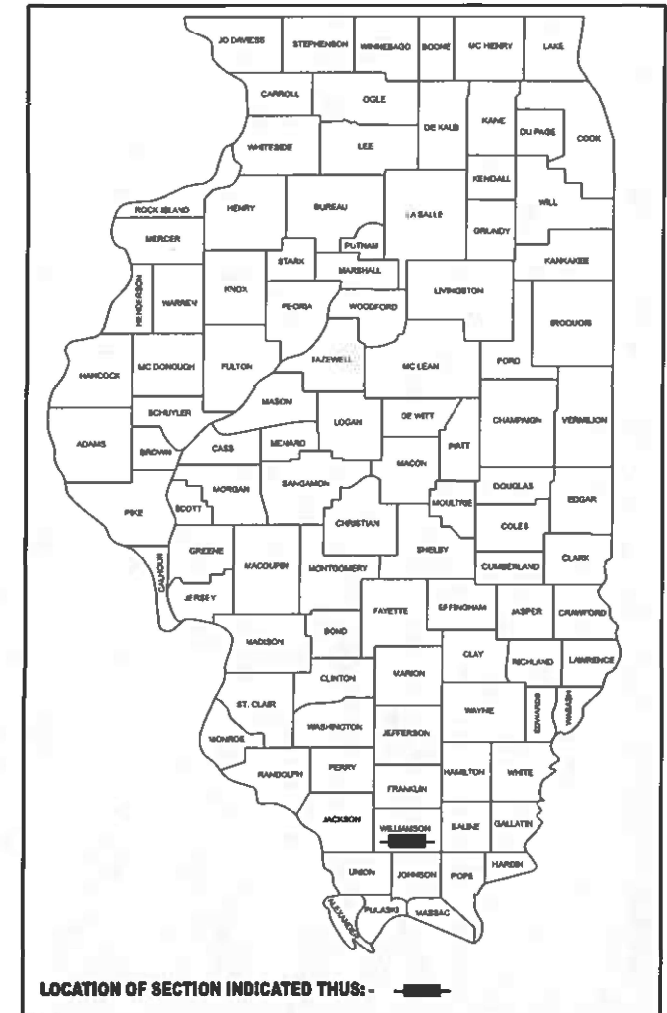 JO DAVIESS STEPHENSON WINNEBAGO BOONE MC HENRY LAKE
CARROLL OGLE DE KALB KANE DU PAGE COOK
WHITESIDE LEE
KENDALL
ROCK ISLAND HENRY BUREAU LA SALLE WILL
MERCER PUTNAM GRUNDY
STARK MARSHALL KANKAKEE
HENDERSON WARREN KNOX PEORIA WOODFORD LIVINGSTON IROQUOIS
HANCOCK MC DONOUGH FULTON TAZEWELL MC LEAN FORD
SCHUYLER MASON LOGAN DE WITT CHAMPAIGN VERMILION
ADAMS BROWN CASS MENARD MACON PIATT
PIKE SCOTT MORGAN SANGAMON MOULTRIE DOUGLAS EDGAR
CHRISTIAN COLES
CALHOUN GREENE MACOUPIN MONTGOMERY SHELBY CUMBERLAND CLARK
JERSEY FAYETTE EFFINGHAM JASPER CRAWFORD
MADISON BOND CLAY RICHLAND LAWRENCE
CLINTON MARION
ST. CLAIR WAYNE EDWARDS WABASH
MONROE WASHINGTON JEFFERSON
RANDOLPH PERRY HAMILTON WHITE
FRANKLIN
JACKSON WILLIAMSON SALINE GALLATIN
UNION JOHNSON POPE HARDIN
ALEXANDER PULASKI MASSAC
LOCATION OF SECTION INDICATED THUS: -